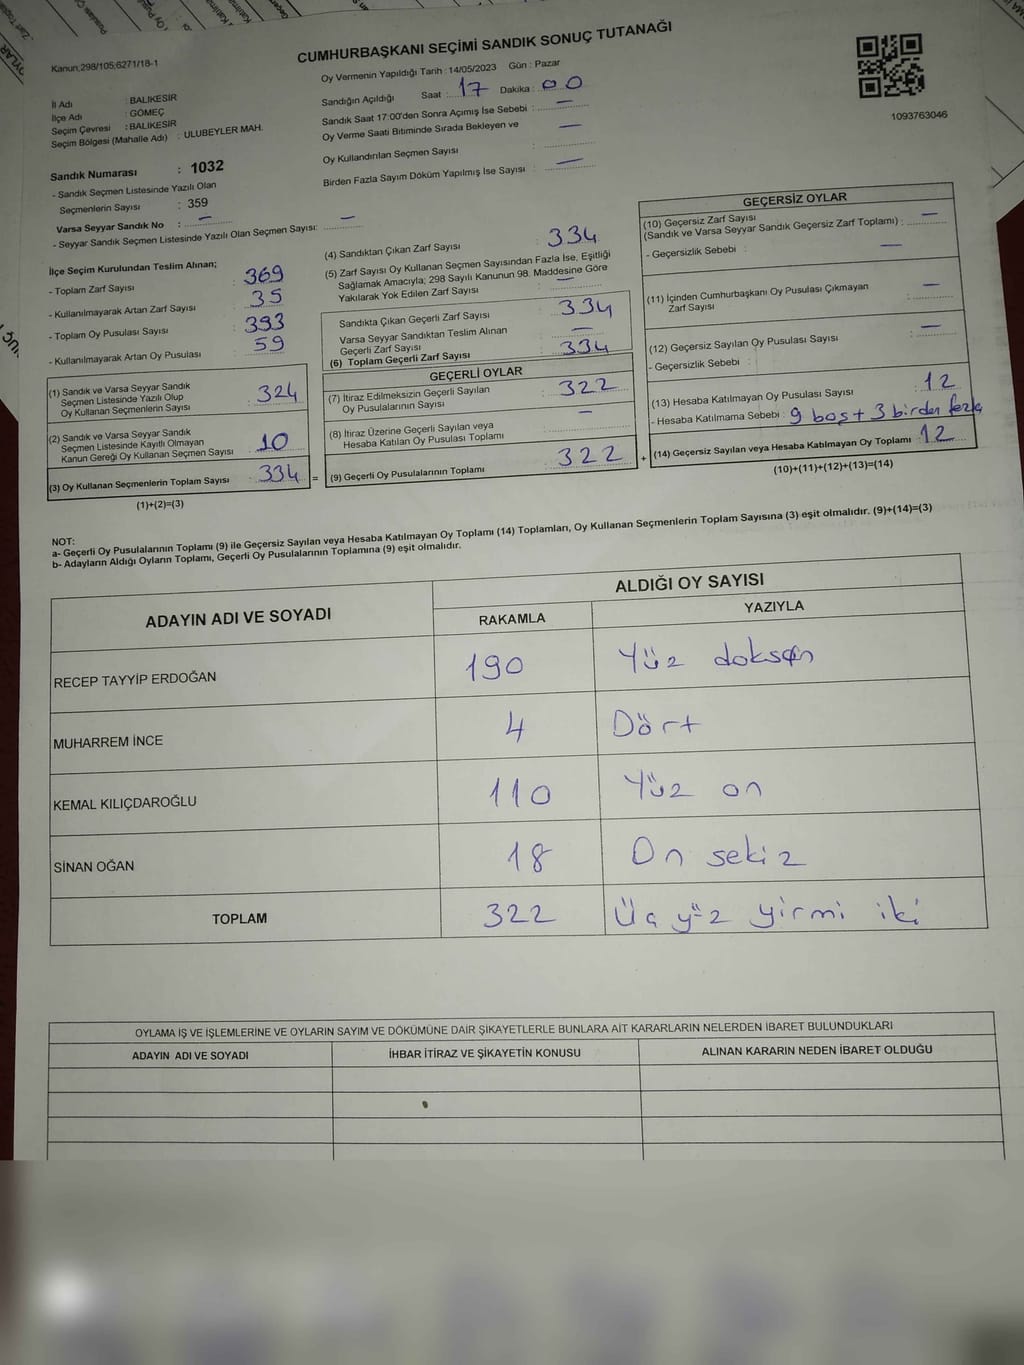 Kanun;298/105;6271/18-1
CUMHURBAŞKANI SEÇİMİ SANDIK SONUÇ TUTANAĞI
1093763046
İl Adı : BALIKESİR
İlçe Adı : GÖMEÇ
Seçim Çevresi : BALIKESİR
Seçim Bölgesi (Mahalle Adı) : ULUBEYLER MAH.
Sandık Numarası : 1032
- Sandık Seçmen Listesinde Yazılı Olan
Seçmenlerin Sayısı : 359
Varsa Seyyar Sandık No : —
- Seyyar Sandık Seçmen Listesinde Yazılı Olan Seçmen Sayısı: —
Oy Vermenin Yapıldığı Tarih : 14/05/2023 Gün : Pazar
Sandığın Açıldığı Saat : 17 Dakika : 00
Sandık Saat 17:00'den Sonra Açımış İse Sebebi : —
Oy Verme Saati Bitiminde Sırada Bekleyen ve —
Oy Kullandırılan Seçmen Sayısı :
Birden Fazla Sayım Döküm Yapılmış İse Sayısı : —
İlçe Seçim Kurulundan Teslim Alınan;
- Toplam Zarf Sayısı : 369
- Kullanılmayarak Artan Zarf Sayısı : 35
- Toplam Oy Pusulası Sayısı : 393
- Kullanılmayarak Artan Oy Pusulası : 59
(1) Sandık ve Varsa Seyyar Sandık
Seçmen Listesinde Yazılı Olup : 324
Oy Kullanan Seçmenlerin Sayısı
(2) Sandık ve Varsa Seyyar Sandık
Seçmen Listesinde Kayıtlı Olmayan : 10
Kanun Gereği Oy Kullanan Seçmen Sayısı
(3) Oy Kullanan Seçmenlerin Toplam Sayısı : 334 =
(1)+(2)=(3)
(4) Sandıktan Çıkan Zarf Sayısı : 334
(5) Zarf Sayısı Oy Kullanan Seçmen Sayısından Fazla İse, Eşitliği
Sağlamak Amacıyla; 298 Sayılı Kanunun 98. Maddesine Göre
Yakılarak Yok Edilen Zarf Sayısı : —
Sandıkta Çıkan Geçerli Zarf Sayısı : 334
Varsa Seyyar Sandıktan Teslim Alınan
Geçerli Zarf Sayısı : —
(6) Toplam Geçerli Zarf Sayısı : 334
GEÇERLİ OYLAR
(7) İtiraz Edilmeksizin Geçerli Sayılan : 322
Oy Pusulalarının Sayısı
(8) İtiraz Üzerine Geçerli Sayılan veya : —
Hesaba Katılan Oy Pusulası Toplamı
(9) Geçerli Oy Pusulalarının Toplamı : 322 +
GEÇERSİZ OYLAR
(10) Geçersiz Zarf Sayısı
(Sandık ve Varsa Seyyar Sandık Geçersiz Zarf Toplamı) : —
- Geçersizlik Sebebi : —
(11) İçinden Cumhurbaşkanı Oy Pusulası Çıkmayan
Zarf Sayısı : —
(12) Geçersiz Sayılan Oy Pusulası Sayısı : —
- Geçersizlik Sebebi :
(13) Hesaba Katılmayan Oy Pusulası Sayısı : 12
- Hesaba Katılmama Sebebi : 9 boş + 3 birden fazla
(14) Geçersiz Sayılan veya Hesaba Katılmayan Oy Toplamı : 12
(10)+(11)+(12)+(13)=(14)
NOT:
a- Geçerli Oy Pusulalarının Toplamı (9) ile Geçersiz Sayılan veya Hesaba Katılmayan Oy Toplamı (14) Toplamları, Oy Kullanan Seçmenlerin Toplam Sayısına (3) eşit olmalıdır. (9)+(14)=(3)
b- Adayların Aldığı Oyların Toplamı, Geçerli Oy Pusulalarının Toplamına (9) eşit olmalıdır.
ADAYIN ADI VE SOYADI
ALDIĞI OY SAYISI
RAKAMLA YAZIYLA
RECEP TAYYİP ERDOĞAN 190 Yüz doksan
MUHARREM İNCE 4 Dört
KEMAL KILIÇDAROĞLU 110 Yüz on
SİNAN OĞAN 18 On sekiz
TOPLAM 322 Üç yüz yirmi iki
OYLAMA İŞ VE İŞLEMLERİNE VE OYLARIN SAYIM VE DÖKÜMÜNE DAİR ŞİKAYETLERLE BUNLARA AİT KARARLARIN NELERDEN İBARET BULUNDUKLARI
ADAYIN ADI VE SOYADI İHBAR İTİRAZ VE ŞİKAYETİN KONUSU ALINAN KARARIN NEDEN İBARET OLDUĞU